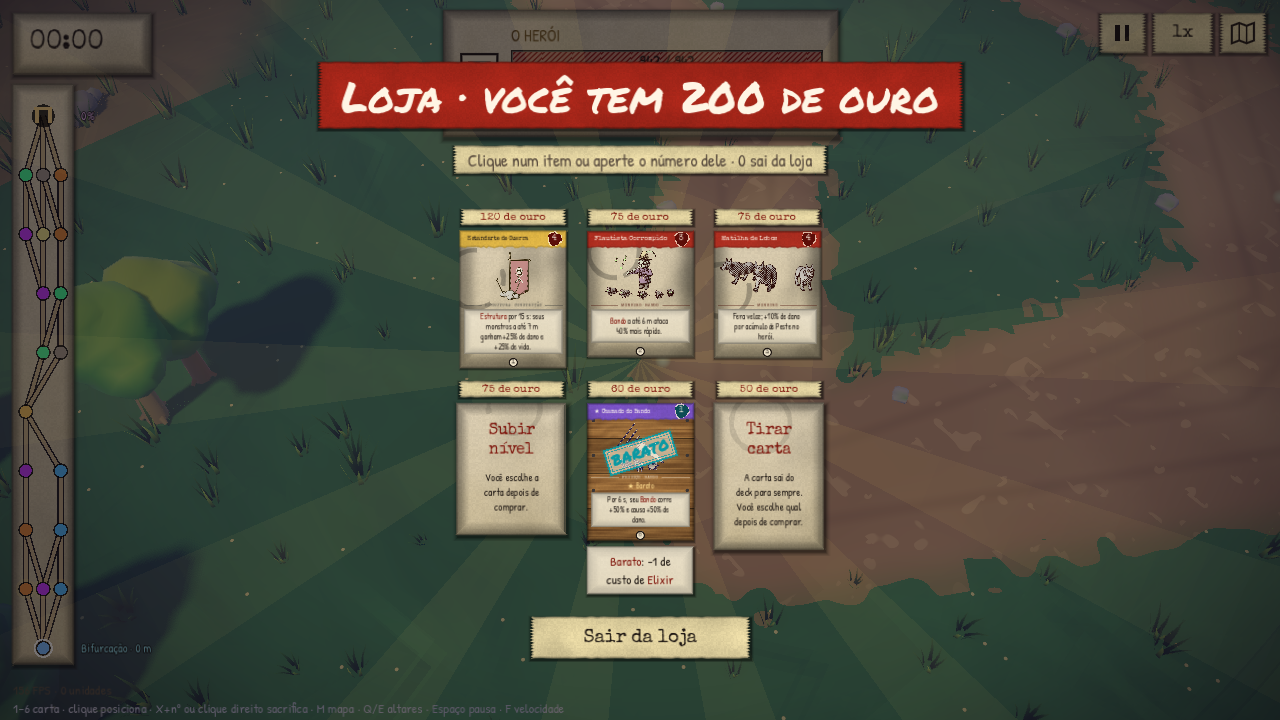 00:00
O HERÓI
1x
LOJA · VOCÊ TEM 200 DE OURO
Clique num item ou aperte o número dele · 0 sai da loja
120 de ouro
75 de ouro
75 de ouro
Estandarte de Guerra
4
Flautista Corrompido
3
Matilha de Lobos
4
Estrutura por 15 s: seus
monstros a até 7 m
ganham +25% de dano e
+25% de vida.
Bando a até 6 m ataca
40% mais rápido.
Fera veloz; +10% de dano
por acúmulo de Peste no
herói.
75 de ouro
60 de ouro
50 de ouro
Subir
nível
Você escolhe a
carta depois de
comprar.
★ Chamado do Bando
BARATO
★ Barato
Por 6 s, seu Bando corre
+50% e causa +50% de
dano.
Barato: -1 de
custo de Elixir
Tirar
carta
A carta sai do
deck para sempre.
Você escolhe qual
depois de comprar.
Sair da loja
0%
Bifurcação 0 m
1-6 carta · clique posiciona · X+nº ou clique direito sacrifica · M mapa · Q/E altares · Espaço pausa · F velocidade